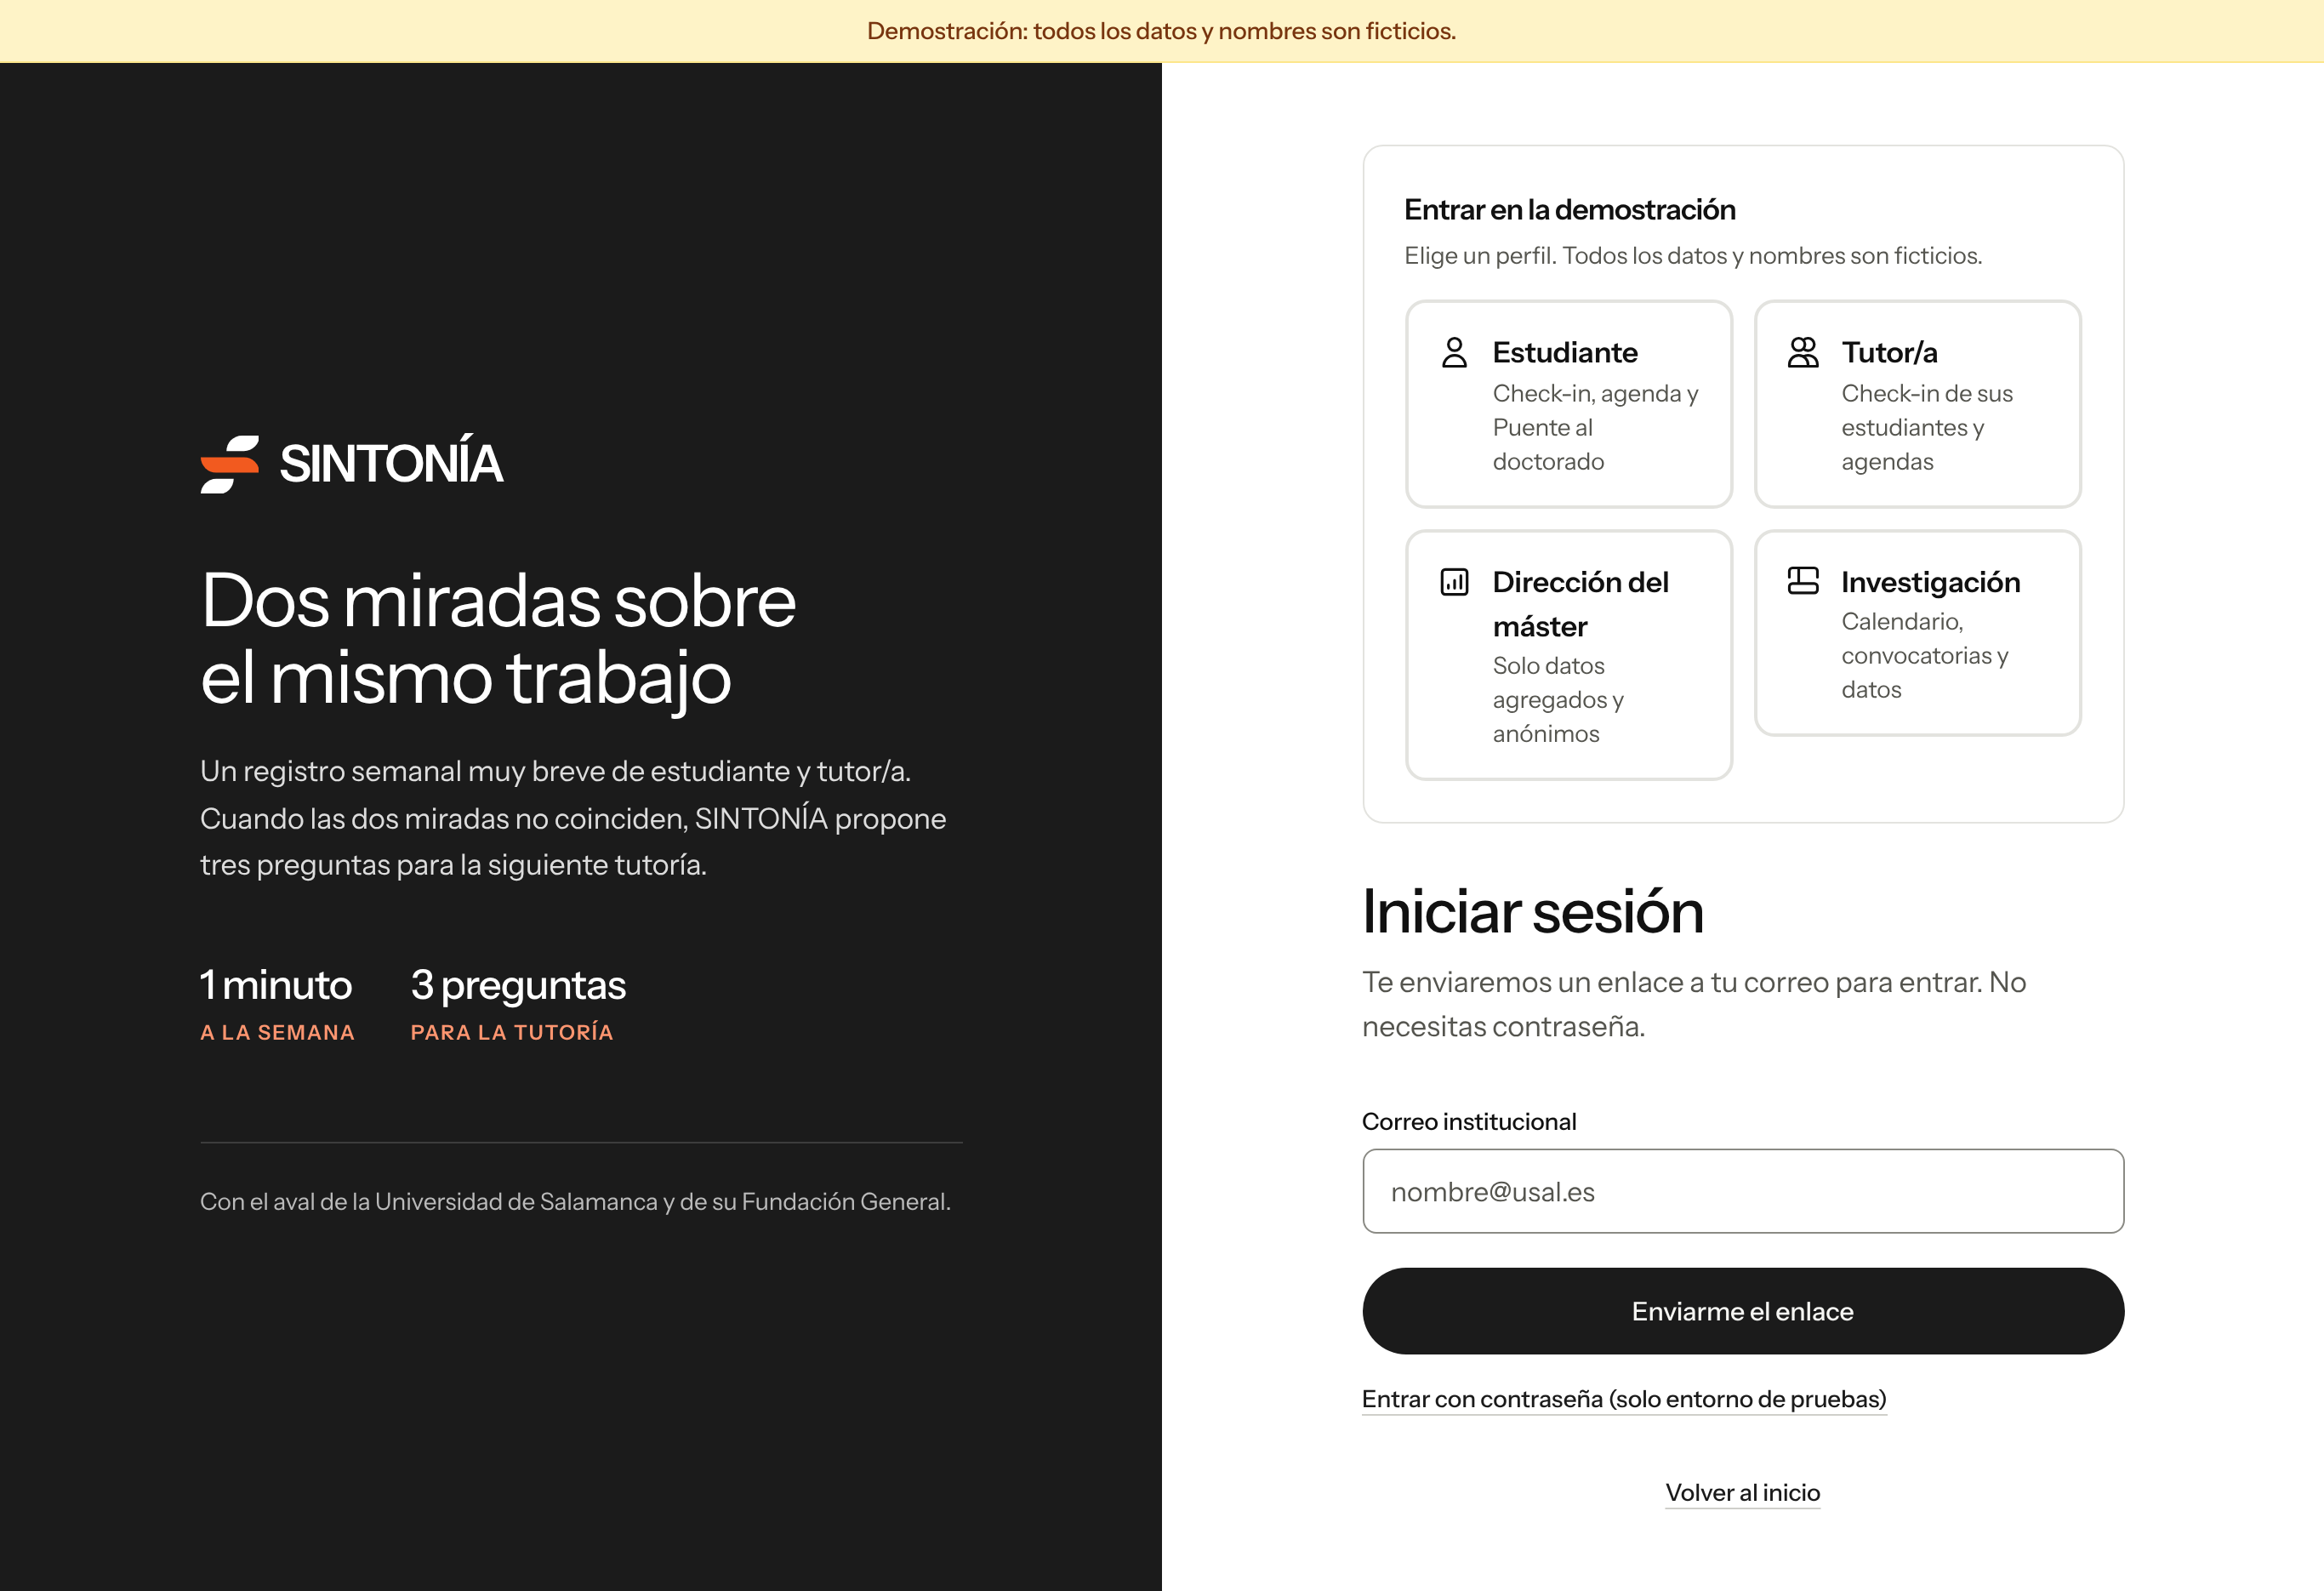 Demostración: todos los datos y nombres son ficticios.
SINTONÍA
Dos miradas sobre
el mismo trabajo
Un registro semanal muy breve de estudiante y tutor/a.
Cuando las dos miradas no coinciden, SINTONÍA propone
tres preguntas para la siguiente tutoría.
1 minuto
A LA SEMANA
3 preguntas
PARA LA TUTORÍA
Con el aval de la Universidad de Salamanca y de su Fundación General.
Entrar en la demostración
Elige un perfil. Todos los datos y nombres son ficticios.
Estudiante
Check-in, agenda y
Puente al
doctorado
Tutor/a
Check-in de sus
estudiantes y
agendas
Dirección del
máster
Solo datos
agregados y
anónimos
Investigación
Calendario,
convocatorias y
datos
Iniciar sesión
Te enviaremos un enlace a tu correo para entrar. No
necesitas contraseña.
Correo institucional
nombre@usal.es
Enviarme el enlace
Entrar con contraseña (solo entorno de pruebas)
Volver al inicio